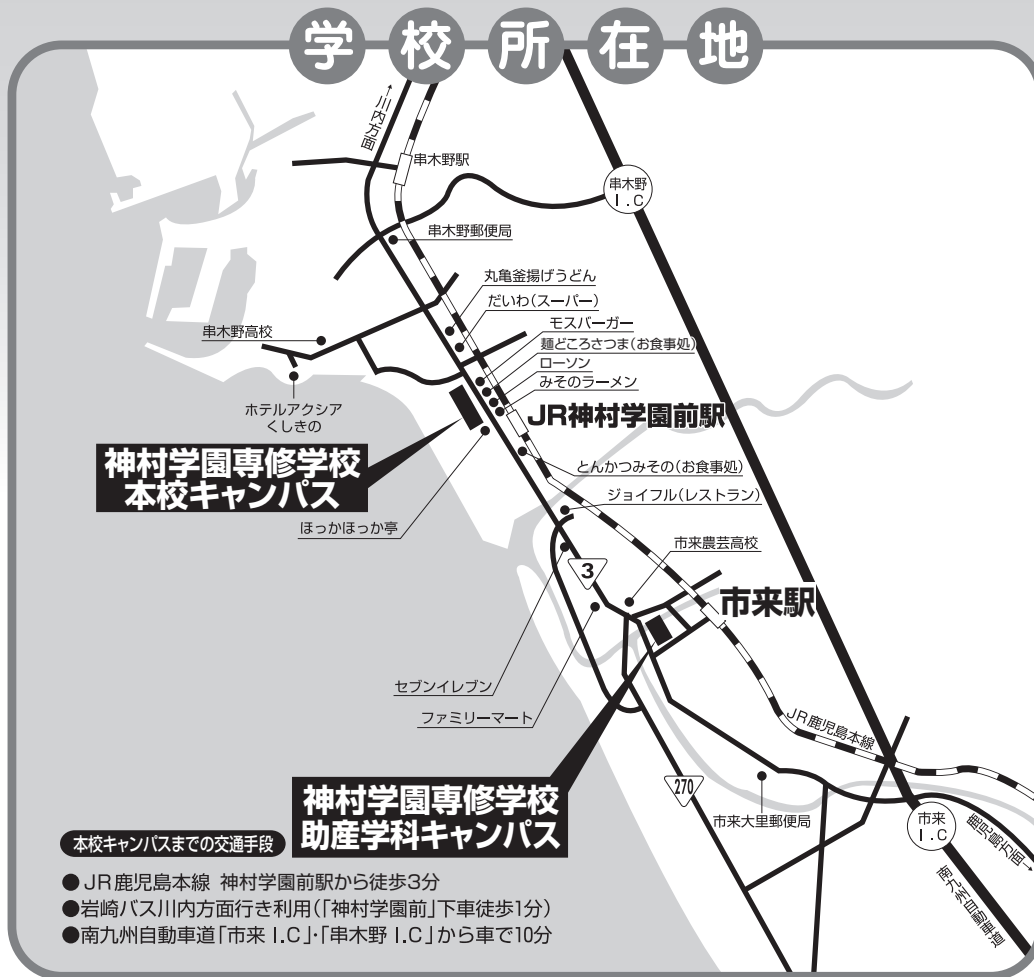 学校所在地
←川内方面
串木野駅
串木野
I.C
串木野郵便局
丸亀釜揚げうどん
だいわ(スーパー)
モスバーガー
串木野高校
麺どころさつま(お食事処)
ローソン
みそのラーメン
ホテルアクシア
くしきの
JR神村学園前駅
神村学園専修学校
本校キャンパス
とんかつみその(お食事処)
ジョイフル(レストラン)
ほっかほっか亭
市来農芸高校
3
市来駅
セブンイレブン
ファミリーマート
JR鹿児島本線
270
神村学園専修学校
助産学科キャンパス
市来大里郵便局
市来
I.C
鹿児島方面→
南九州自動車道
本校キャンパスまでの交通手段
●JR鹿児島本線 神村学園前駅から徒歩3分
●岩崎バス川内方面行き利用(「神村学園前」下車徒歩1分)
●南九州自動車道「市来 I.C」・「串木野 I.C」から車で10分